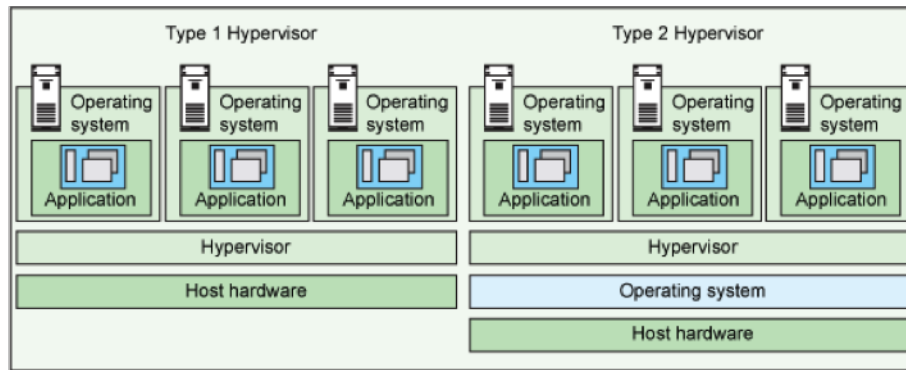 Type 1 Hypervisor
Operating
system
Application
Operating
system
Application
Operating
system
Application
Hypervisor
Host hardware
Type 2 Hypervisor
Operating
system
Application
Operating
system
Application
Operating
system
Application
Hypervisor
Operating system
Host hardware